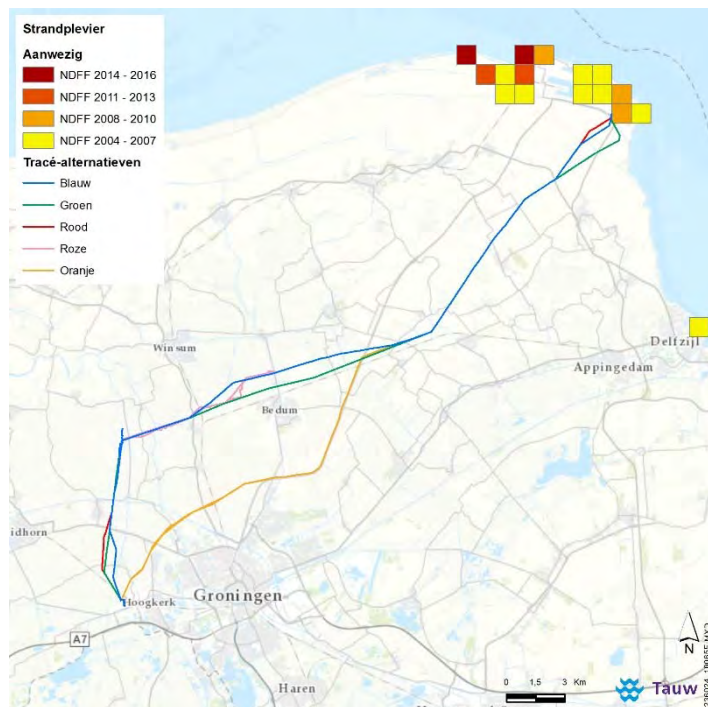 Strandplevier
Aanwezig
NDFF 2014 - 2016
NDFF 2011 - 2013
NDFF 2008 - 2010
NDFF 2004 - 2007
Tracé-alternatieven
Blauw
Groen
Rood
Roze
Oranje
Winsum
Delfzijl
Appingedam
Bedum
idhorn
Hoogkerk
Groningen
A7
Haren
N
0 1,5 3 Km
Tauw